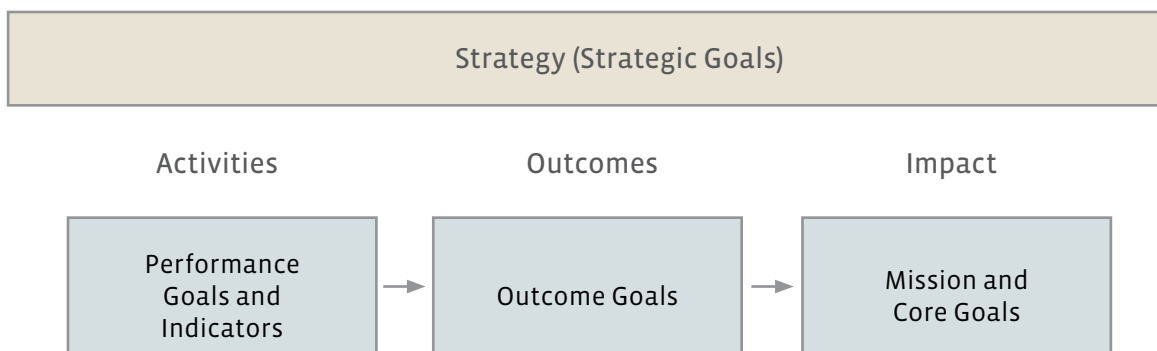 Strategy (Strategic Goals)
Activities
Outcomes
Impact
Performance
Goals and
Indicators
Outcome Goals
Mission and
Core Goals